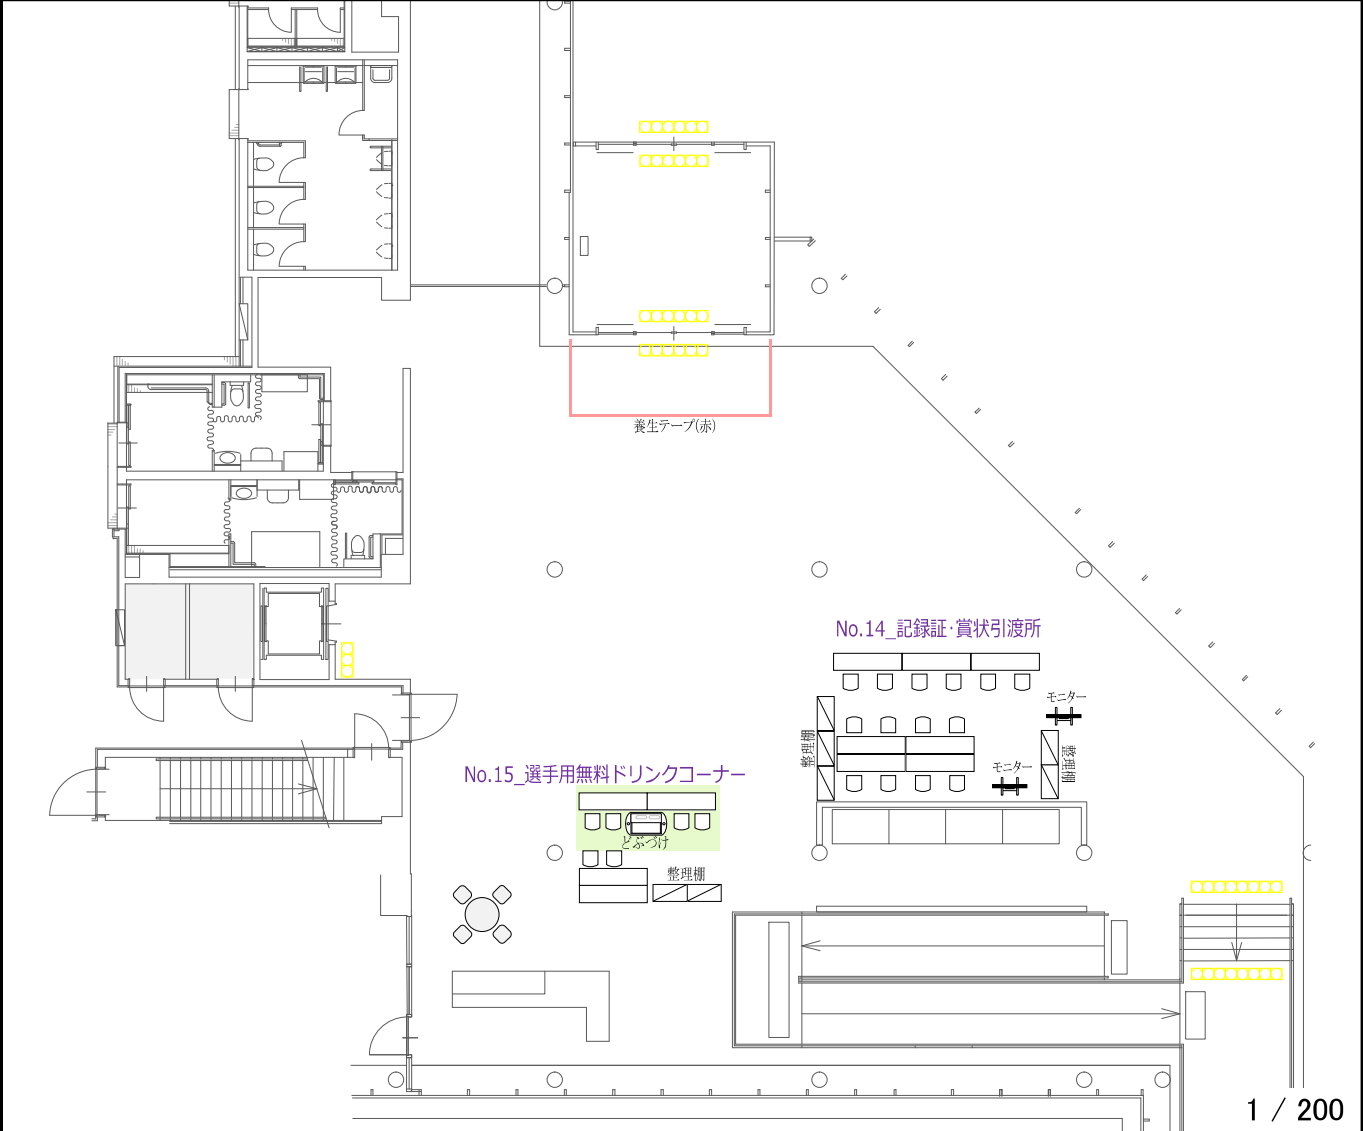 養生テープ(赤)
No.14_記録証・賞状引渡所
モニター
整理棚
整理棚
モニター
No.15_選手用無料ドリンクコーナー
どぶづけ
整理棚
1 / 200